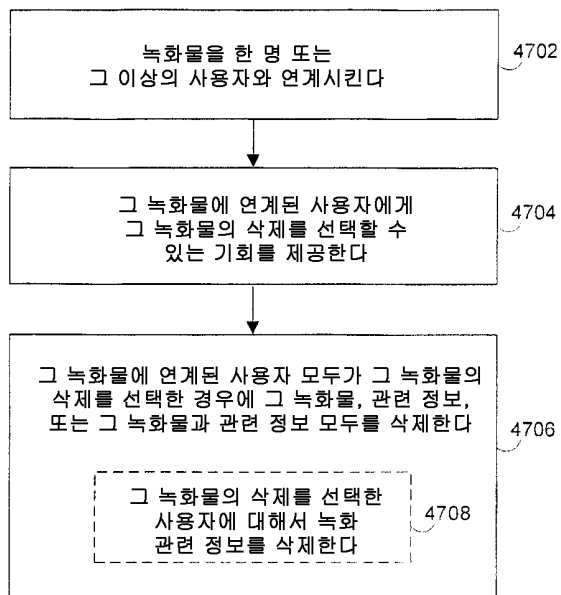 녹화물을 한 명 또는
그 이상의 사용자와 연계시킨다
4702
그 녹화물에 연계된 사용자에게
그 녹화물의 삭제를 선택할 수
있는 기회를 제공한다
4704
그 녹화물에 연계된 사용자 모두가 그 녹화물의
삭제를 선택한 경우에 그 녹화물, 관련 정보,
또는 그 녹화물과 관련 정보 모두를 삭제한다
4706
그 녹화물의 삭제를 선택한
사용자에 대해서 녹화
관련 정보를 삭제한다
4708